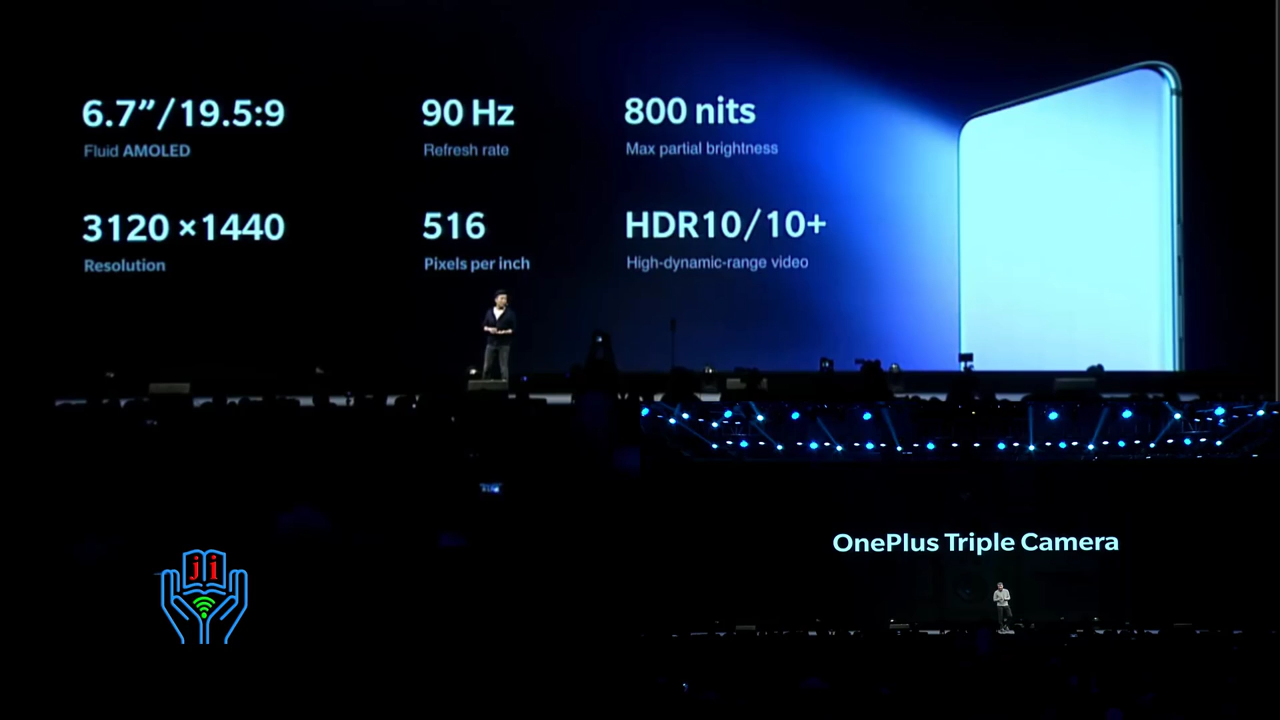 6.7”/19.5:9
Fluid AMOLED
90 Hz
Refresh rate
800 nits
Max partial brightness
3120 ×1440
Resolution
516
Pixels per inch
HDR10/10+
High-dynamic-range video
OnePlus Triple Camera
ji